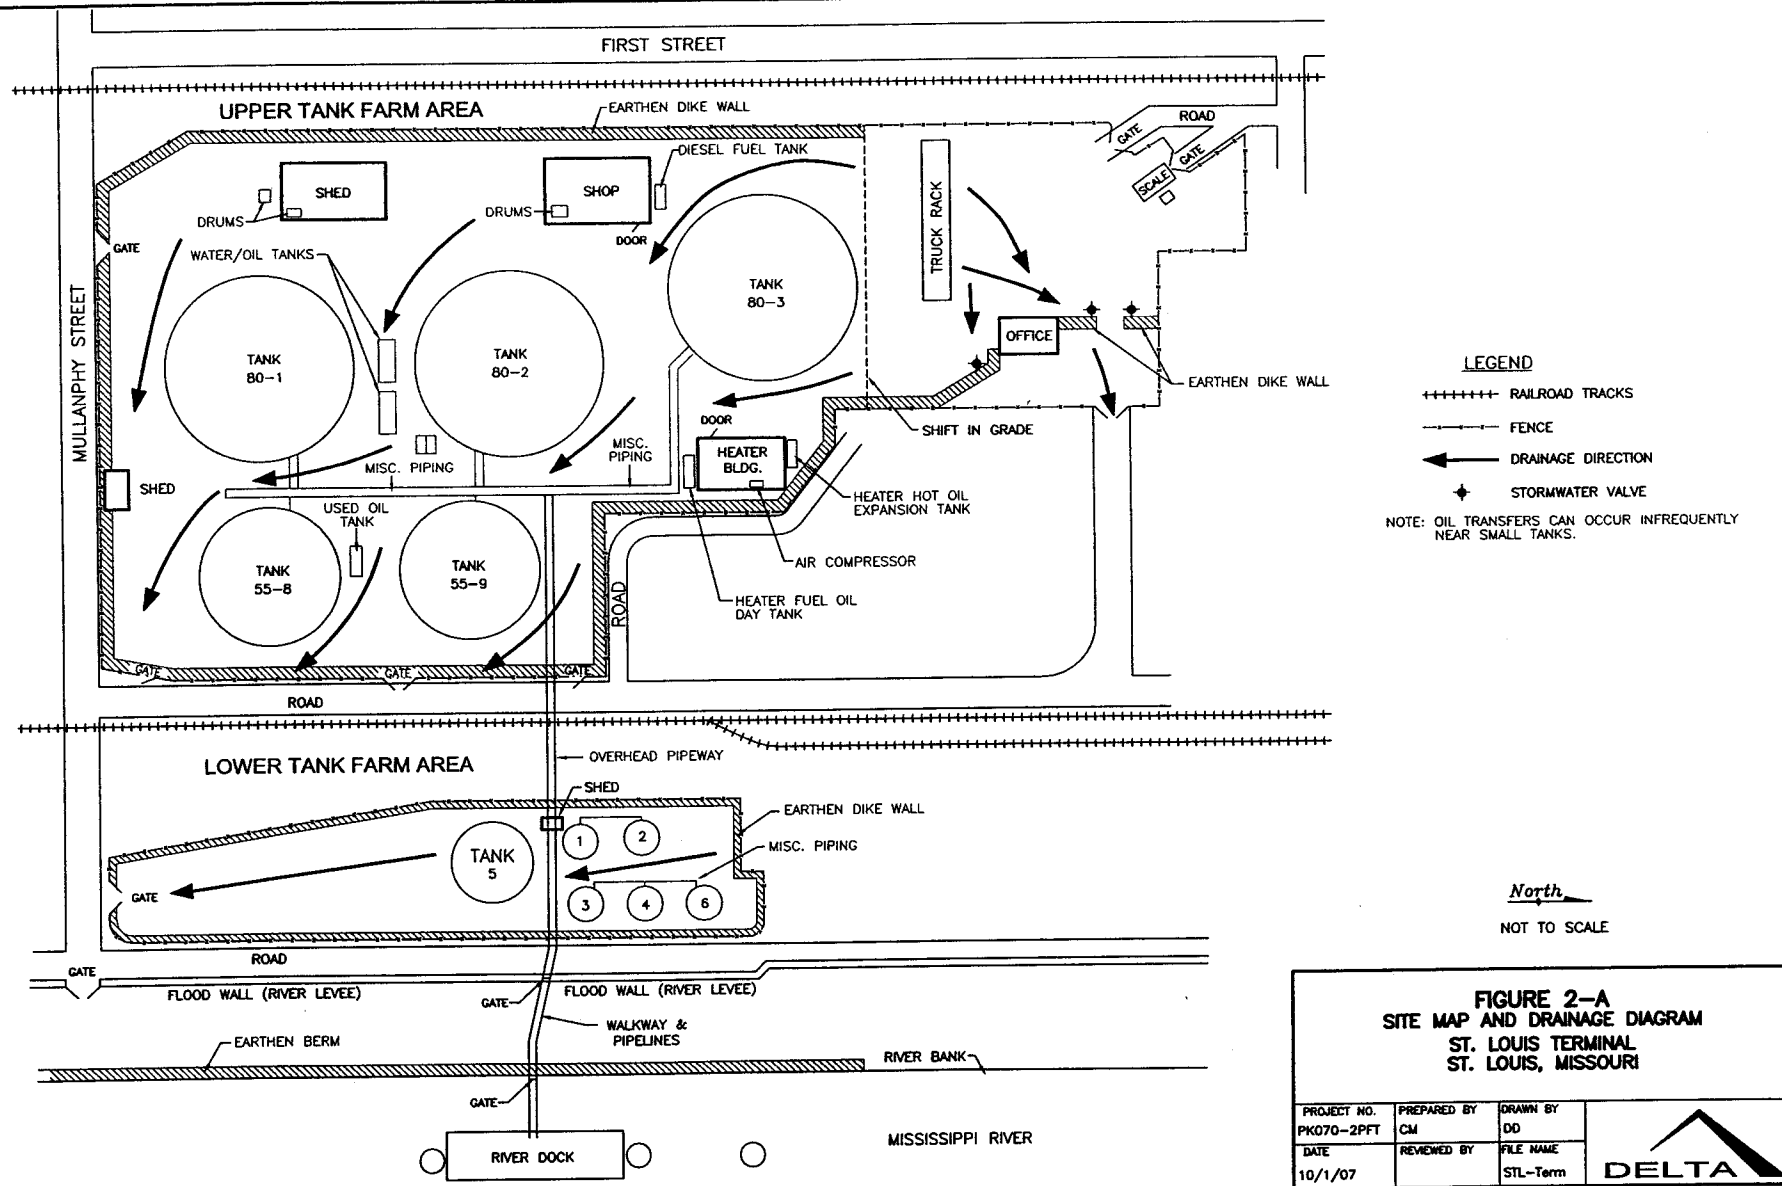 FIRST STREET
UPPER TANK FARM AREA
EARTHEN DIKE WALL
ROAD
GATE
GATE
SCALE
DIESEL FUEL TANK
SHED
SHOP
DRUMS
DRUMS
DOOR
GATE
WATER/OIL TANKS
TRUCK RACK
MULLANPHY STREET
TANK
80-1
TANK
80-2
TANK
80-3
OFFICE
EARTHEN DIKE WALL
SHIFT IN GRADE
DOOR
HEATER
BLDG.
MISC.
PIPING
MISC. PIPING
SHED
USED OIL
TANK
HEATER HOT OIL
EXPANSION TANK
AIR COMPRESSOR
TANK
55-8
TANK
55-9
ROAD
HEATER FUEL OIL
DAY TANK
GATE
GATE
GATE
ROAD
LEGEND
RAILROAD TRACKS
FENCE
DRAINAGE DIRECTION
STORMWATER VALVE
NOTE: OIL TRANSFERS CAN OCCUR INFREQUENTLY
NEAR SMALL TANKS.
LOWER TANK FARM AREA
OVERHEAD PIPEWAY
SHED
EARTHEN DIKE WALL
MISC. PIPING
TANK
5
1
2
3
4
6
GATE
ROAD
GATE
FLOOD WALL (RIVER LEVEE)
GATE
FLOOD WALL (RIVER LEVEE)
WALKWAY &
PIPELINES
EARTHEN BERM
RIVER BANK
GATE
RIVER DOCK
MISSISSIPPI RIVER
North
NOT TO SCALE
FIGURE 2-A
SITE MAP AND DRAINAGE DIAGRAM
ST. LOUIS TERMINAL
ST. LOUIS, MISSOURI
PROJECT NO.
PK070-2PFT
PREPARED BY
CM
DRAWN BY
DD
DATE
10/1/07
REVIEWED BY
FILE NAME
STL-Term
DELTA